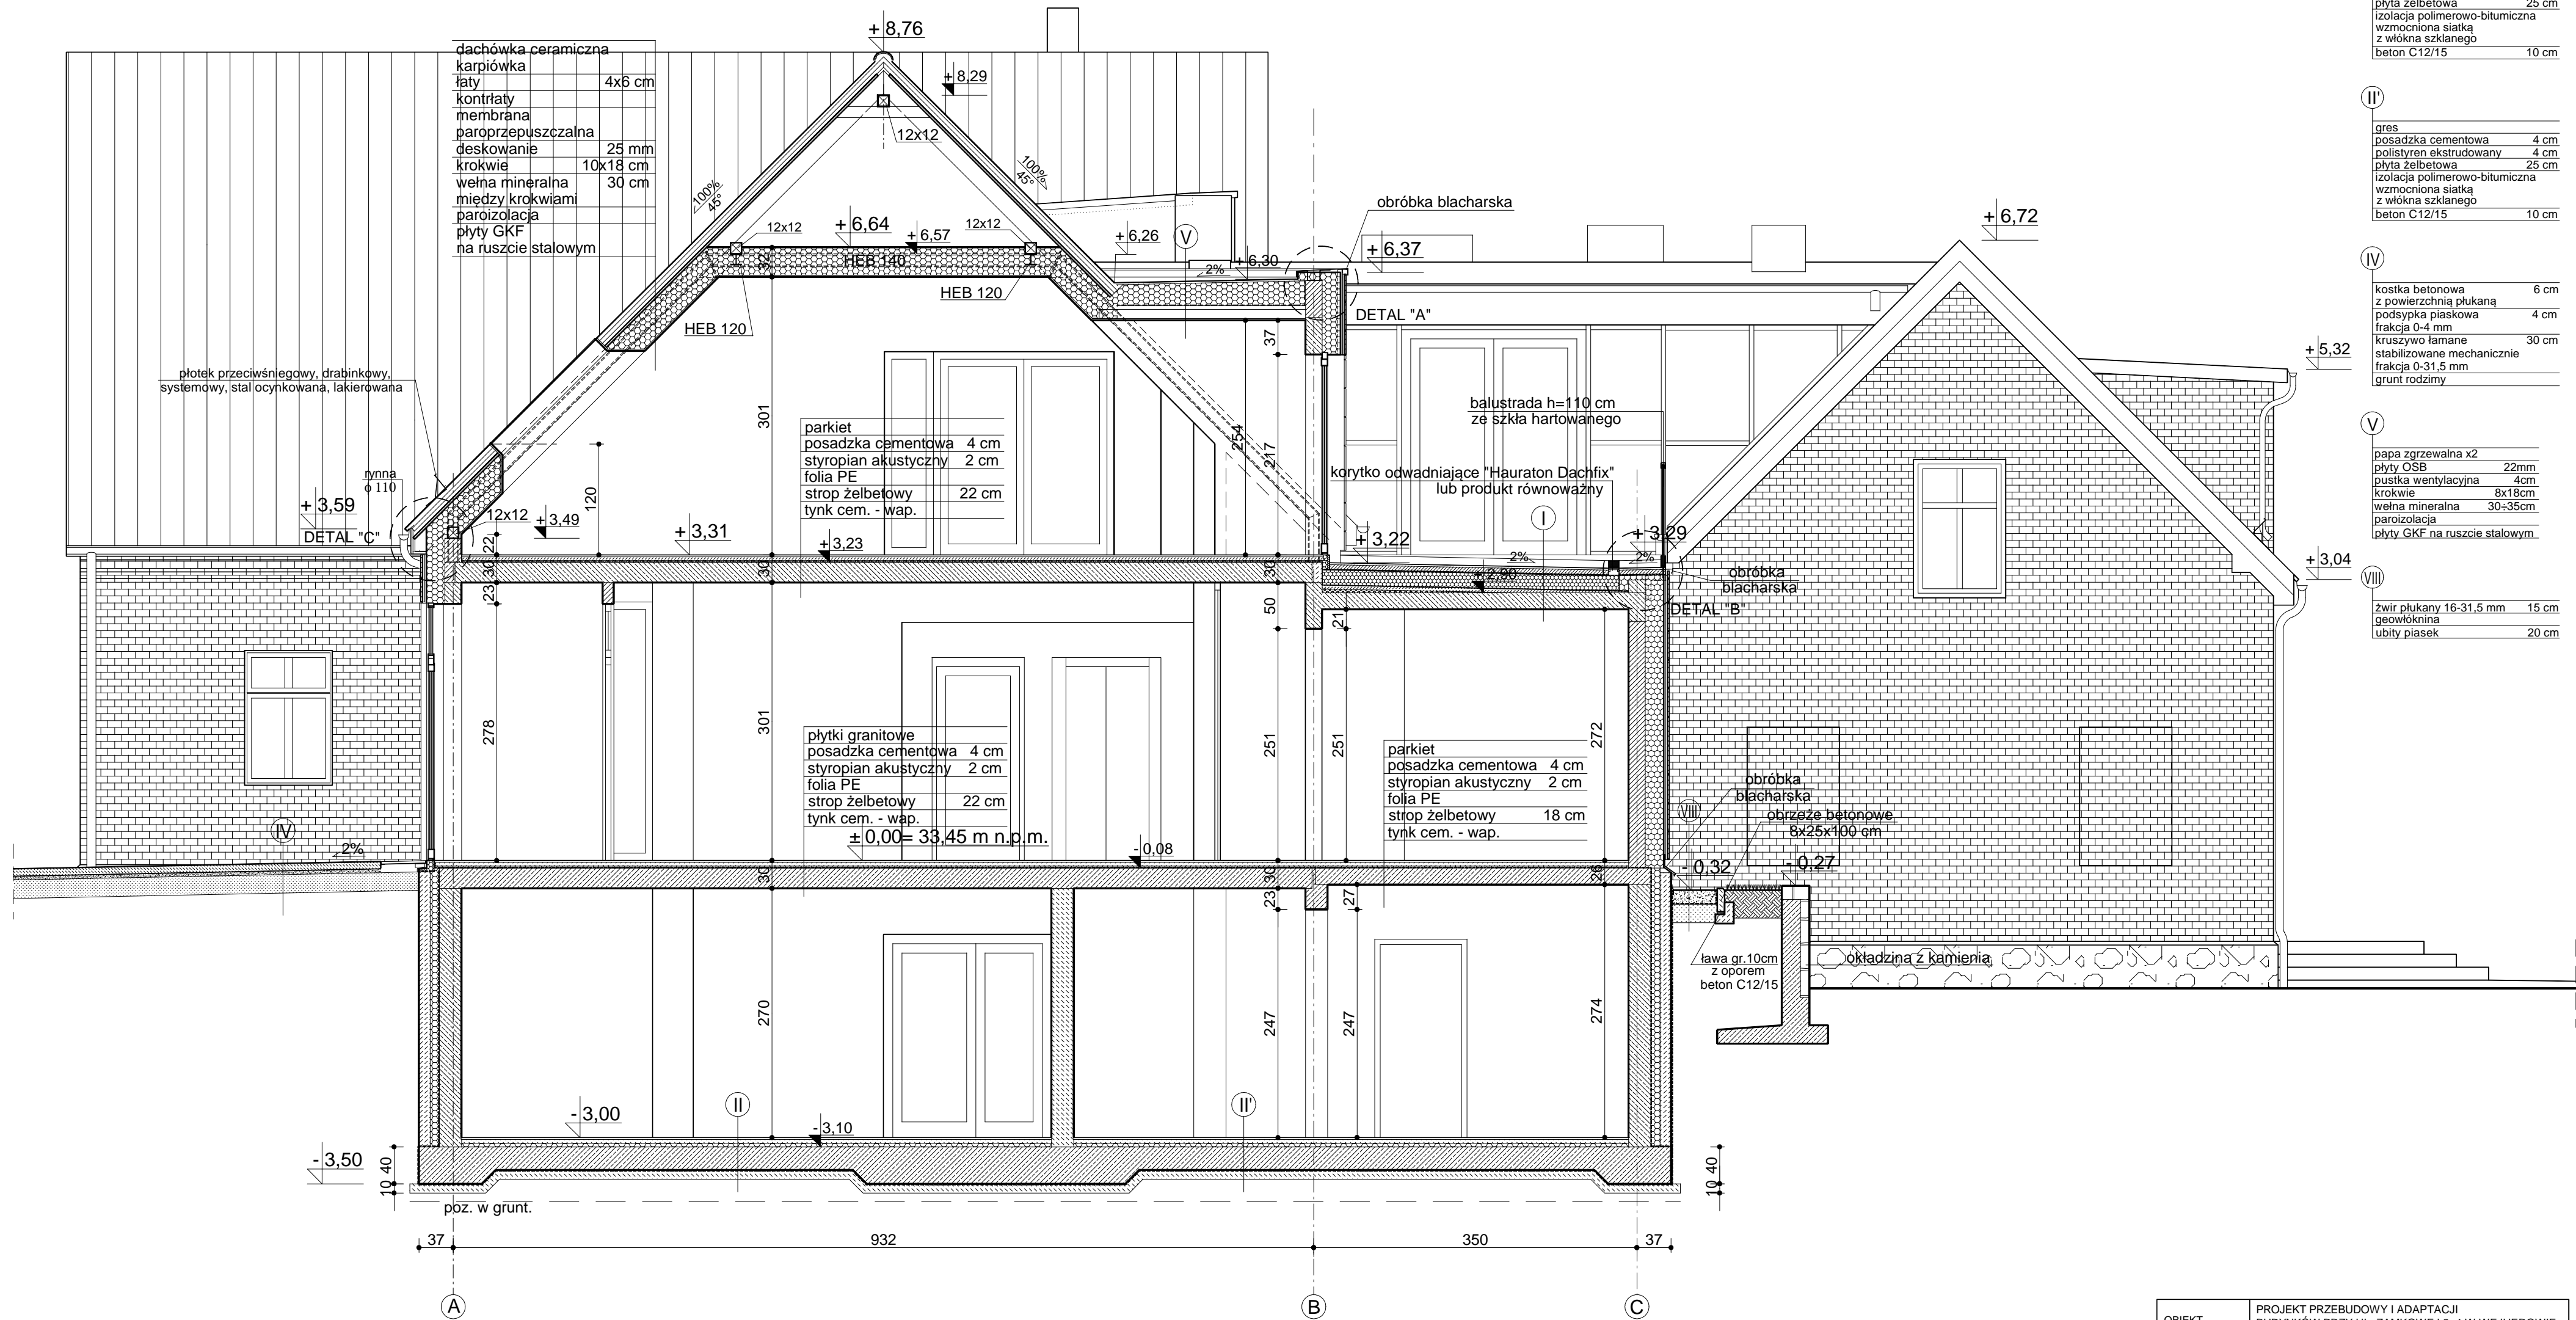 + 8,76
dachówka ceramiczna
karpiówka
łaty 4x6 cm
kontrłaty
membrana
paroprzepuszczalna
deskowanie 25 mm
krokwie 10x18 cm
wełna mineralna 30 cm
między krokwiami
paroizolacja
płyty GKF
na ruszcie stalowym
+ 8,29
12x12
100%
45°
100%
45°
12x12
+ 6,64
+ 6,57
12x12
32
HEB 140
HEB 120
HEB 120
+ 6,26
V
2%
+ 6,30
obróbka blacharska
+ 6,37
DETAL "A"
+ 6,72
+ 5,32
+ 3,04
płotek przeciwśniegowy, drabinkowy,
systemowy, stal ocynkowana, lakierowana
rynna
ϕ 110
+ 3,59
DETAL "C"
12x12
+ 3,49
120
22
30
23
301
parkiet
posadzka cementowa 4 cm
styropian akustyczny 2 cm
folia PE
strop żelbetowy 22 cm
tynk cem. - wap.
37
254
217
balustrada h=110 cm
ze szkła hartowanego
korytko odwadniające "Hauraton Dachfix"
lub produkt równoważny
I
+ 3,31
+ 3,23
+ 3,22
2%
2%
+ 3,29
+ 2,90
obróbka
blacharska
DETAL "B"
30
30
50
21
278
301
251
251
272
płytki granitowe
posadzka cementowa 4 cm
styropian akustyczny 2 cm
folia PE
strop żelbetowy 22 cm
tynk cem. - wap.
± 0,00= 33,45 m n.p.m.
- 0,08
parkiet
posadzka cementowa 4 cm
styropian akustyczny 2 cm
folia PE
strop żelbetowy 18 cm
tynk cem. - wap.
obróbka
blacharska
VIII
obrzeże betonowe
8x25x100 cm
- 0,32
- 0,27
IV
2%
30
30
23
27
26
270
247
247
274
ława gr.10cm
z oporem
beton C12/15
okładzina z kamienia
II
II'
- 3,00
- 3,10
- 3,50
40
10
40
10
poz. w grunt.
37
932
350
37
A
B
C
płyta żelbetowa 25 cm
izolacja polimerowo-bitumiczna
wzmocniona siatką
z włókna szklanego
beton C12/15 10 cm
II'
gres
posadzka cementowa 4 cm
polistyren ekstrudowany 4 cm
płyta żelbetowa 25 cm
izolacja polimerowo-bitumiczna
wzmocniona siatką
z włókna szklanego
beton C12/15 10 cm
IV
kostka betonowa 6 cm
z powierzchnią płukaną
podsypka piaskowa 4 cm
frakcja 0-4 mm
kruszywo łamane 30 cm
stabilizowane mechanicznie
frakcja 0-31,5 mm
grunt rodzimy
V
papa zgrzewalna x2
płyty OSB 22mm
pustka wentylacyjna 4cm
krokwie 8x18cm
wełna mineralna 30÷35cm
paroizolacja
płyty GKF na ruszcie stalowym
VIII
żwir płukany 16-31,5 mm 15 cm
geowłóknina
ubity piasek 20 cm
PROJEKT PRZEBUDOWY I ADAPTACJI